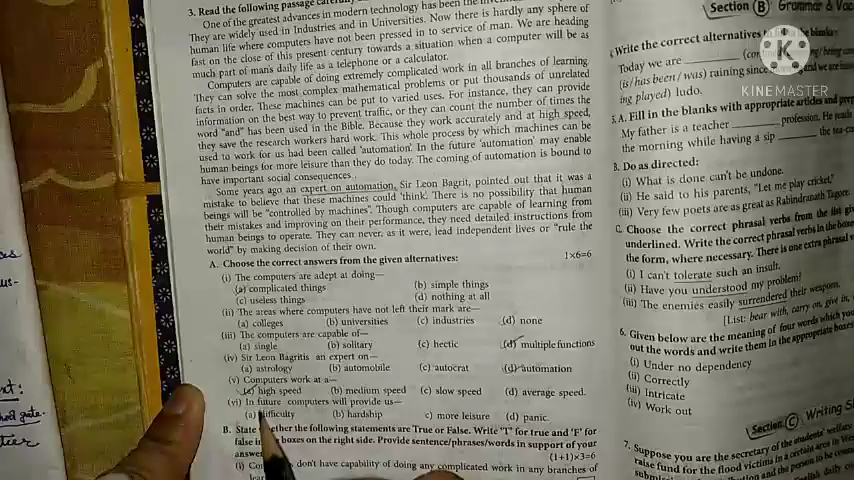 3. Read the following passage carefully
One of the greatest advances in modern technology has been the
They are widely used in Industries and in Universities. Now there is hardly any sphere of
human life where computers have not been pressed in to service of man. We are heading
fast on the close of this present century towards a situation when a computer will be as
much part of man's daily life as a telephone or a calculator.
Computers are capable of doing extremely complicated work in all branches of learning.
They can solve the most complex mathematical problems or put thousands of unrelated
facts in order. These machines can be put to varied uses. For instance, they can provide
information on the best way to prevent traffic, or they can count the number of times the
word "and" has been used in the Bible. Because they work accurately and at high speed,
they save the research workers hard work. This whole process by which machines can be
used to work for us had been called 'automation'. In the future 'automation' may enable
human beings for more leisure than they do today. The coming of automation is bound to
have important social consequences.
Some years ago an expert on automation, Sir Leon Bagrit, pointed out that it was a
mistake to believe that these machines could 'think'. There is no possibility that human
beings will be "controlled by machines". Though computers are capable of learning from
their mistakes and improving on their performance, they need detailed instructions from
human beings to operate. They can never, as it were, lead independent lives or "rule the
world" by making decision of their own.
A. Choose the correct answers from the given alternatives: 1×6=6
(i) The computers are adept at doing—
(a) complicated things (b) simple things
(c) useless things (d) nothing at all
(ii) The areas where computers have not left their mark are—
(a) colleges (b) universities (c) industries (d) none
(iii) The computers are capable of—
(a) single (b) solitary (c) hectic (d) multiple functions
(iv) Sir Leon Bagritis an expert on—
(a) astrology (b) automobile (c) autocrat (d) automation
(v) Computers work at a—
(a) high speed (b) medium speed (c) slow speed (d) average speed.
(vi) In future computers will provide us—
(a) difficulty (b) hardship (c) more leisure (d) panic.
B. State whether the following statements are True or False. Write 'T' for true and 'F' for
false in boxes on the right side. Provide sentence/phrases/words in support of your
answer (1+1)×3=6
(i) don't have capability of doing any complicated work in any branches of
Section B Grammar & Voc
Write the correct alternatives to the blanks
Today we are
(is/has been/was) raining since and we
ing played) ludo.
5. A. Fill in the blanks with appropriate articles and prep
My father is a teacher profession. He reads
the morning while having a sip the tea-
B. Do as directed:
(i) What is done can't be undone.
(ii) He said to his parents, "Let me play cricket."
(iii) Very few poets are as great as Rabindranath Tagore.
C. Choose the correct phrasal verbs from the list
underlined. Write the correct phrasal verbs in the boxes
the form, where necessary. There is one extra phrasal
(i) I can't tolerate such an insult.
(ii) Have you understood my problem?
(iii) The enemies easily surrendered their weapons.
[List: bear with, carry on, give in,
6. Given below are the meaning of four words which you
out the words and write them in the appropriate boxes
(i) Under no dependency
(ii) Correctly
(iii) Intricate
(iv) Work out
Section C Writing
7. Suppose you are the secretary of the students'
raise fund for the flood victims in a certain area in
K
KINEMASTER